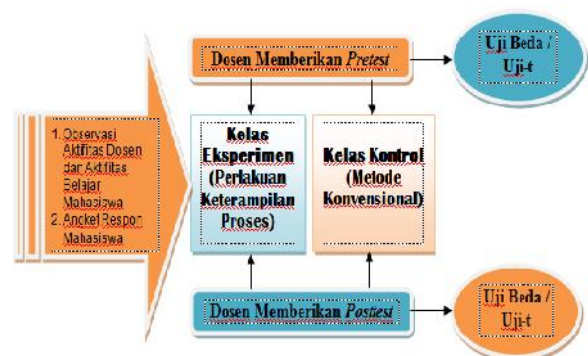 Dosen Memberikan Pretest
Uji Beda /
Uji-t
1. Observasi
Aktifitas Dosen
dan Aktifitas
Belajar
Mahasiswa
2. Angket Respon
Mahasiswa
Kelas
Eksperimen
(Perlakuan
Keterampilan
Proses)
Kelas Kontrol
(Metode
Konvensional)
Dosen Memberikan Posttest
Uji Beda /
Uji-t